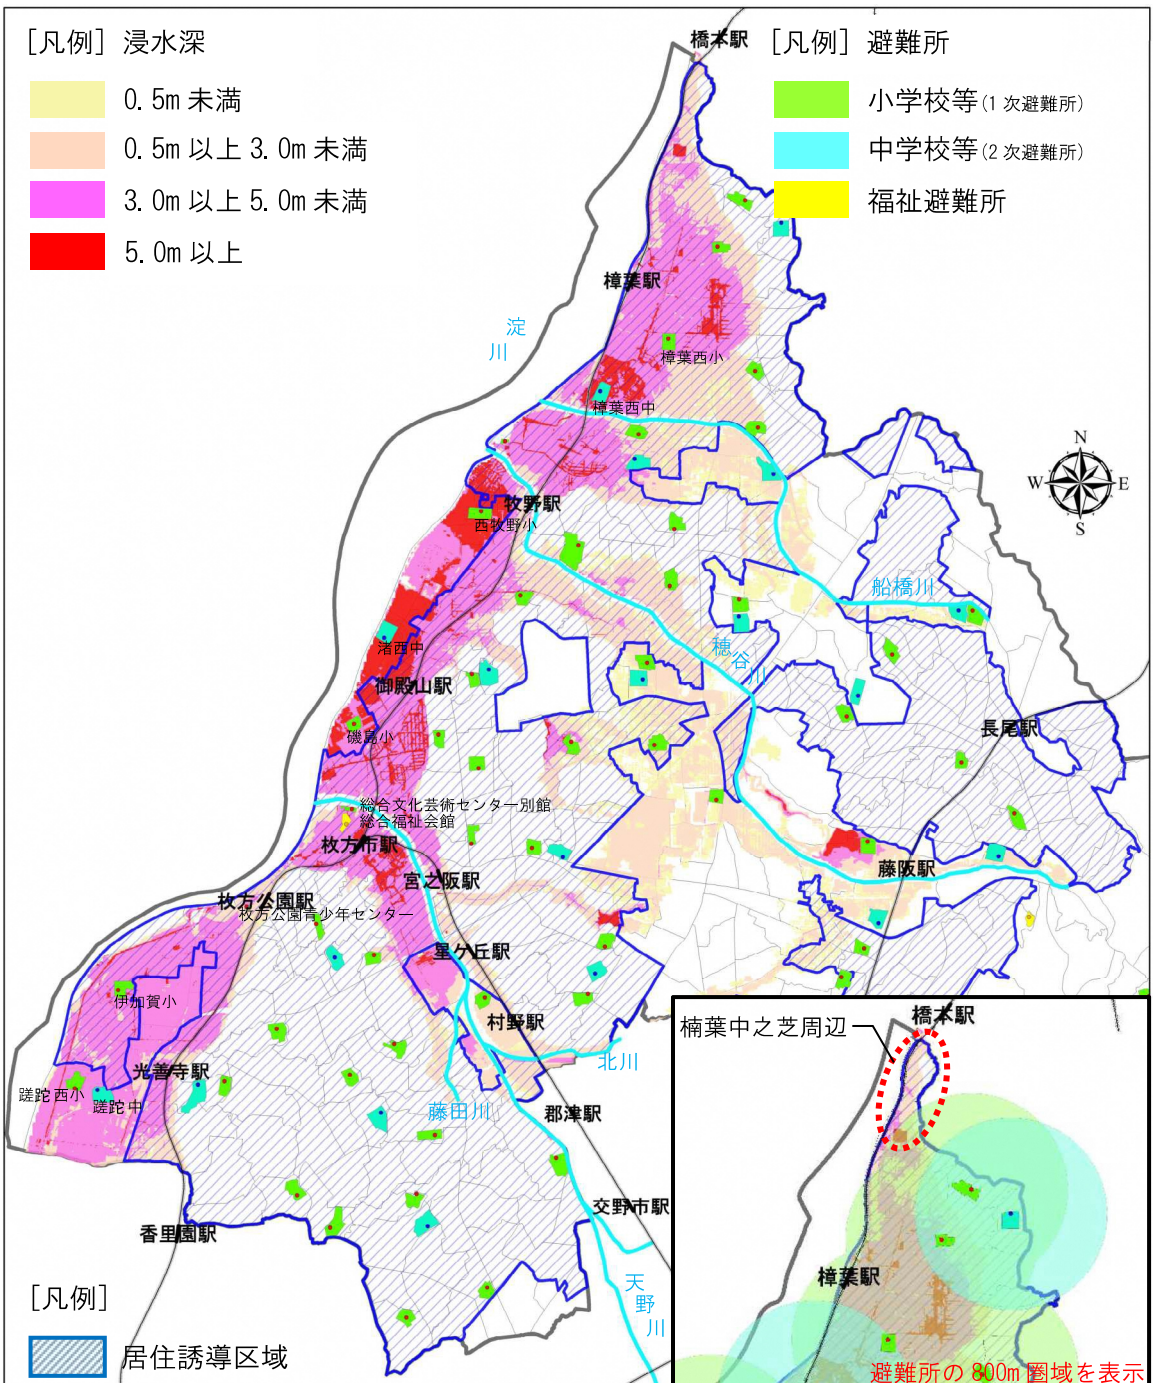 [凡例] 浸水深
0.5m 未満
0.5m 以上 3.0m 未満
3.0m 以上 5.0m 未満
5.0m 以上
[凡例] 避難所
小学校等(1次避難所)
中学校等(2次避難所)
福祉避難所
橋本駅
樟葉駅
淀川
樟葉西小
樟葉西中
N
W E
S
牧野駅
西牧野小
船橋川
穂谷川
渚西中
御殿山駅
磯島小
長尾駅
総合文化芸術センター別館
総合福祉会館
枚方市駅
宮之阪駅
藤阪駅
枚方公園駅
枚方公園青少年センター
星ケ丘駅
伊加賀小
村野駅
北川
光善寺駅
蹉跎西小
蹉跎中
藤田川
郡津駅
交野市駅
香里園駅
天野川
[凡例]
居住誘導区域
橋本駅
楠葉中之芝周辺
樟葉駅
避難所の800m圏域を表示